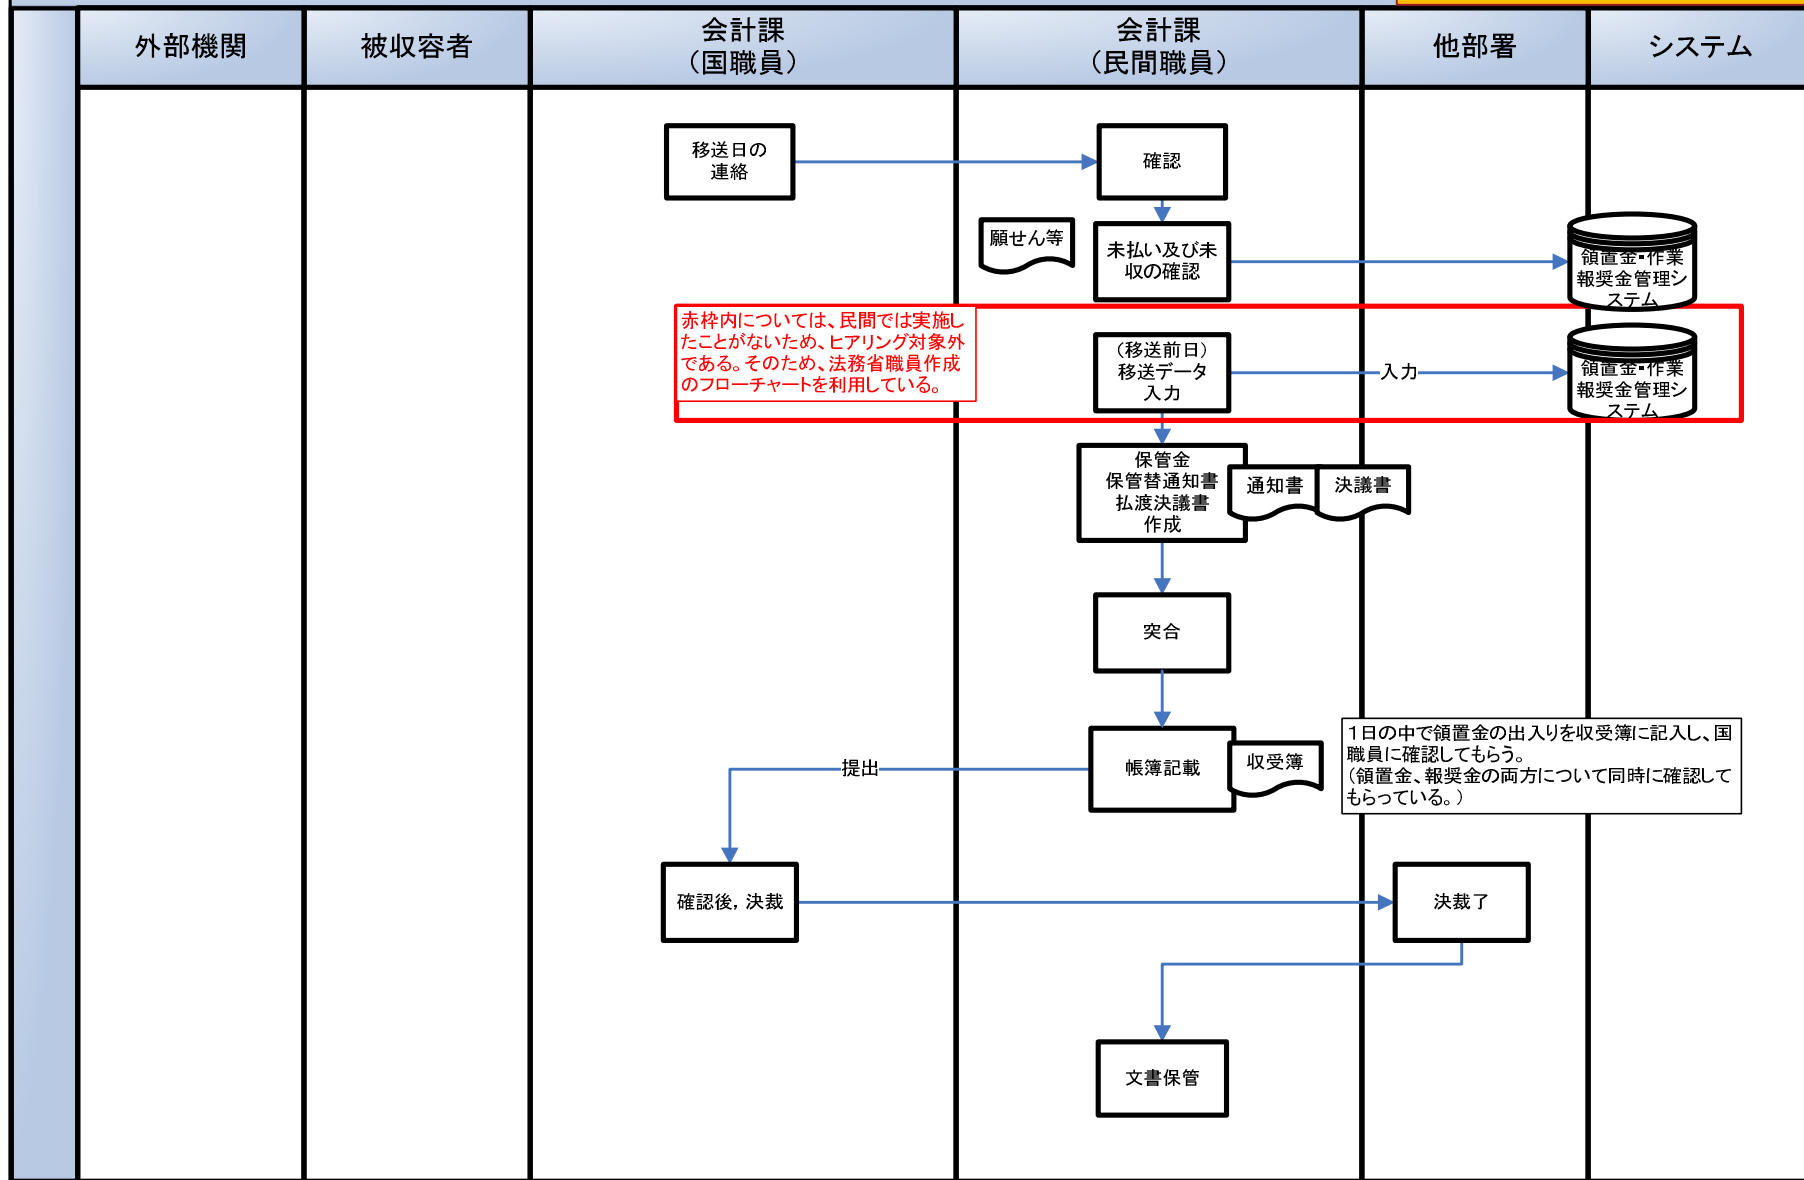 外部機関
被収容者
会計課
（国職員）
会計課
（民間職員）
他部署
システム
移送日の
連絡
確認
願せん等
未払い及び未
収の確認
領置金・作業
報奨金管理シ
ステム
赤枠内については、民間では実施し
たことがないため、ヒアリング対象外
である。そのため、法務省職員作成
のフローチャートを利用している。
（移送前日）
移送データ
入力
入力
領置金・作業
報奨金管理シ
ステム
保管金
保管替通知書
払渡決議書
作成
通知書
決議書
突合
帳簿記載
収受簿
提出
１日の中で領置金の出入りを収受簿に記入し、国
職員に確認してもらう。
（領置金、報奨金の両方について同時に確認して
もらっている。）
確認後，決裁
決裁了
文書保管